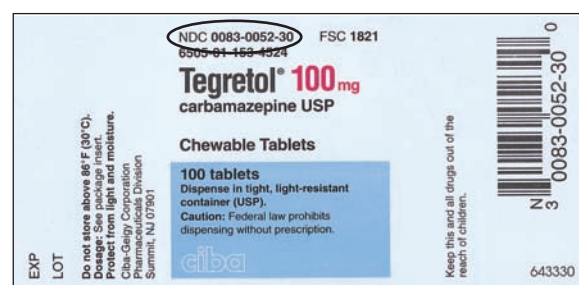 NDC 0083-0052-30 FSC 1821
6505-01-153-4524
Tegretol® 100 mg
carbamazepine USP
Chewable Tablets
100 tablets
Dispense in tight, light-resistant
container (USP).
Caution: Federal law prohibits
dispensing without prescription.
ciba
EXP
LOT
Do not store above 86°F (30°C).
Dosage: See package insert.
Protect from light and moisture.
Ciba-Geigy Corporation
Pharmaceuticals Division
Summit, NJ 07901
Keep this and all drugs out of the
reach of children.
N
3 0083-0052-30 0
643330